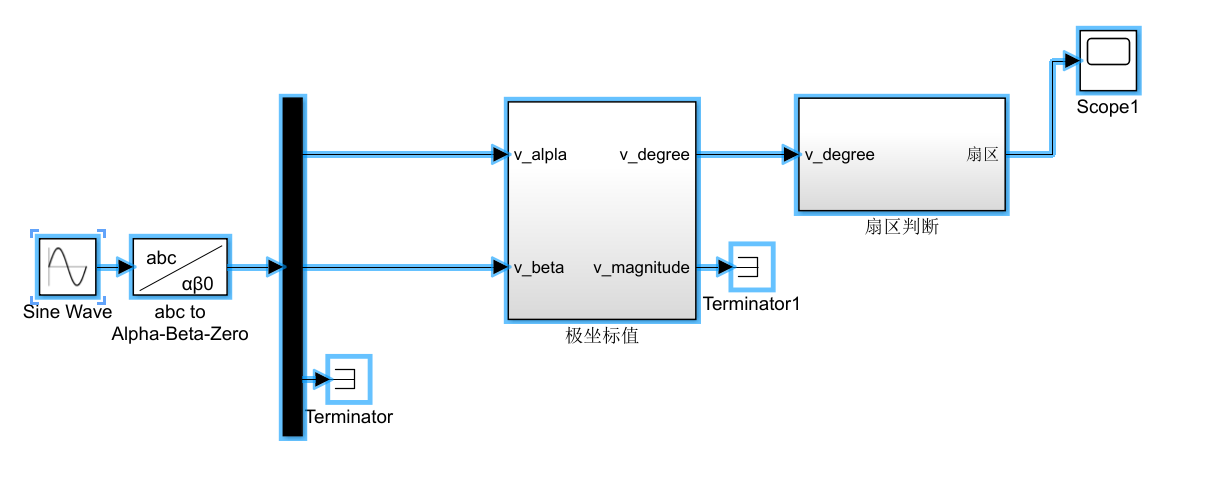 Scope1
v_alpla
v_degree
v_degree
扇区
扇区判断
abc
αβ0
v_beta
v_magnitude
Sine Wave
abc to
Alpha-Beta-Zero
Terminator1
极坐标值
Terminator